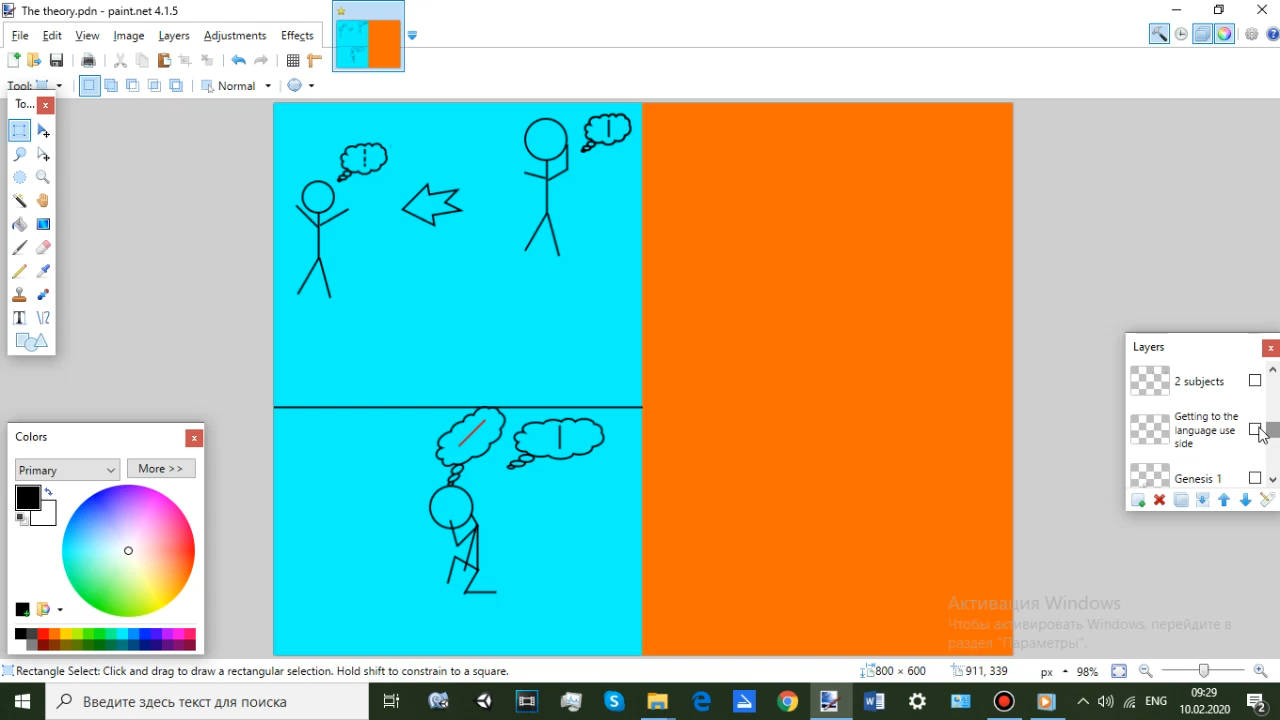 The theory.pdn - paint.net 4.1.5
File Edit View Image Layers Adjustments Effects
Tool: Normal
To...
Layers
2 subjects
Getting to the
language use
side
Genesis 1
Colors
Primary More >>
Активация Windows
Чтобы активировать Windows, перейдите в
раздел "Параметры".
Rectangle Select: Click and drag to draw a rectangular selection. Hold shift to constrain to a square. 800 × 600 911, 339 px 98%
Введите здесь текст для поиска
ENG
09:29
10.02.2020
2